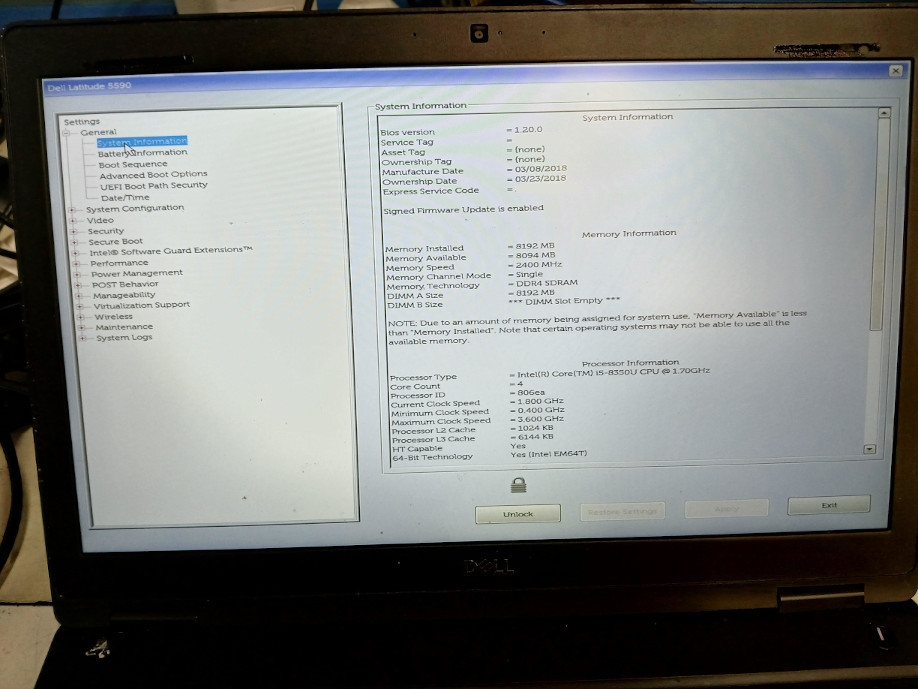 Dell Latitude 5590
Settings
General
System Information
Battery Information
Boot Sequence
Advanced Boot Options
UEFI Boot Path Security
Date/Time
System Configuration
Video
Security
Secure Boot
Intel® Software Guard Extensions™
Performance
Power Management
POST Behavior
Manageability
Virtualization Support
Wireless
Maintenance
System Logs
System Information
System Information
Bios version = 1.20.0
Service Tag =
Asset Tag = (none)
Ownership Tag = (none)
Manufacture Date = 03/08/2018
Ownership Date = 03/23/2018
Express Service Code =
Signed Firmware Update is enabled
Memory Information
Memory Installed = 8192 MB
Memory Available = 8094 MB
Memory Speed = 2400 MHz
Memory Channel Mode = Single
Memory Technology = DDR4 SDRAM
DIMM A Size = 8192 MB
DIMM B Size *** DIMM Slot Empty ***
NOTE: Due to an amount of memory being assigned for system use, "Memory Available" is less
than "Memory Installed". Note that certain operating systems may not be able to use all the
available memory.
Processor Information
Processor Type = Intel(R) Core(TM) i5-8350U CPU @ 1.70GHz
Core Count = 4
Processor ID = 806ea
Current Clock Speed = 1.800 GHz
Minimum Clock Speed = 0.400 GHz
Maximum Clock Speed = 3.600 GHz
Processor L2 Cache = 1024 KB
Processor L3 Cache = 6144 KB
HT Capable Yes
64-Bit Technology Yes (Intel EM64T)
Unlock
Restore Settings
Apply
Exit
DELL